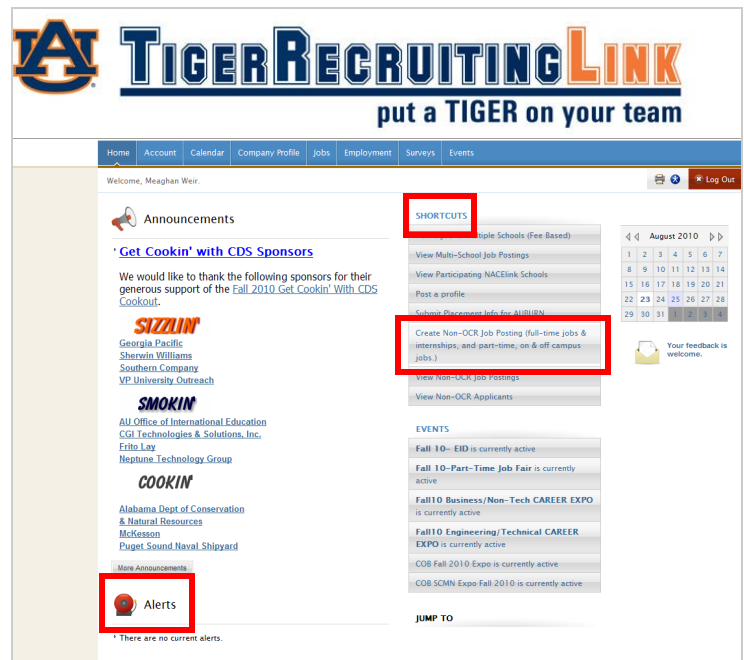 AU
TIGERRECRUITINGLINK
put a TIGER on your team
Home Account Calendar Company Profile Jobs Employment Surveys Events
Welcome, Meaghan Weir.
Log Out
Announcements
Get Cookin' with CDS Sponsors
We would like to thank the following sponsors for their
generous support of the Fall 2010 Get Cookin' With CDS
Cookout.
SIZZLIN'
Georgia Pacific
Sherwin Williams
Southern Company
VP University Outreach
SMOKIN'
AU Office of International Education
CGI Technologies & Solutions, Inc.
Frito Lay
Neptune Technology Group
COOKIN'
Alabama Dept of Conservation
& Natural Resources
McKesson
Puget Sound Naval Shipyard
More Announcements
Alerts
There are no current alerts.
SHORTCUTS
Schools (Fee Based)
View Multi-School Job Postings
View Participating NACElink Schools
Post a profile
Submit Placement Info for AUBURN
Create Non-OCR Job Posting (full-time jobs &
internships, and part-time, on & off campus
jobs.)
View Non-OCR Job Postings
View Non-OCR Applicants
EVENTS
Fall 10- EID is currently active
Fall 10-Part-Time Job Fair is currently
active
Fall10 Business/Non-Tech CAREER EXPO
is currently active
Fall10 Engineering/Technical CAREER
EXPO is currently active
COB Fall 2010 Expo is currently active
COB SCMN Expo Fall 2010 is currently active
JUMP TO
August 2010
1 2 3 4 5 6 7
8 9 10 11 12 13 14
15 16 17 18 19 20 21
22 23 24 25 26 27 28
29 30 31 1 2 3 4
Your feedback is
welcome.